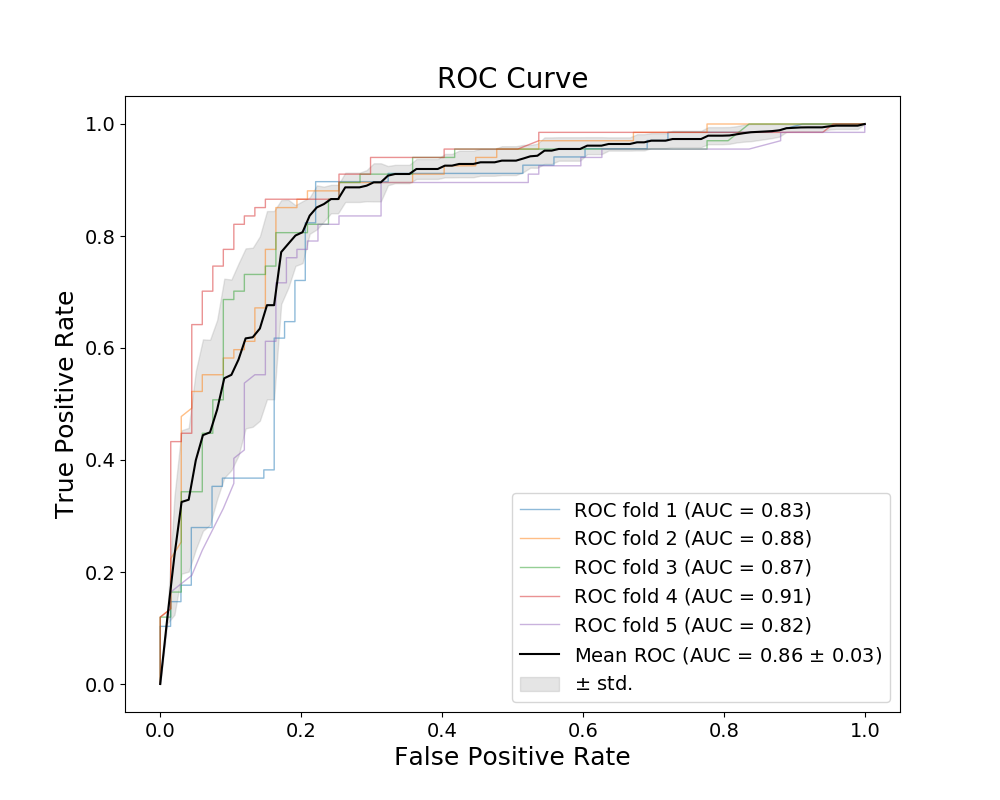 ROC Curve
True Positive Rate
1.0
0.8
0.6
0.4
0.2
0.0
0.0 0.2 0.4 0.6 0.8 1.0
False Positive Rate
ROC fold 1 (AUC = 0.83)
ROC fold 2 (AUC = 0.88)
ROC fold 3 (AUC = 0.87)
ROC fold 4 (AUC = 0.91)
ROC fold 5 (AUC = 0.82)
Mean ROC (AUC = 0.86 ± 0.03)
± std.